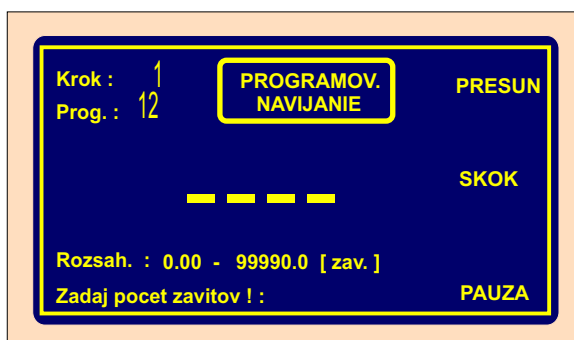 Krok : 1
Prog. : 12
PROGRAMOV.
NAVIJANIE
PRESUN
SKOK
Rozsah. : 0.00 - 99990.0 [ zav. ]
Zadaj pocet zavitov ! :
PAUZA